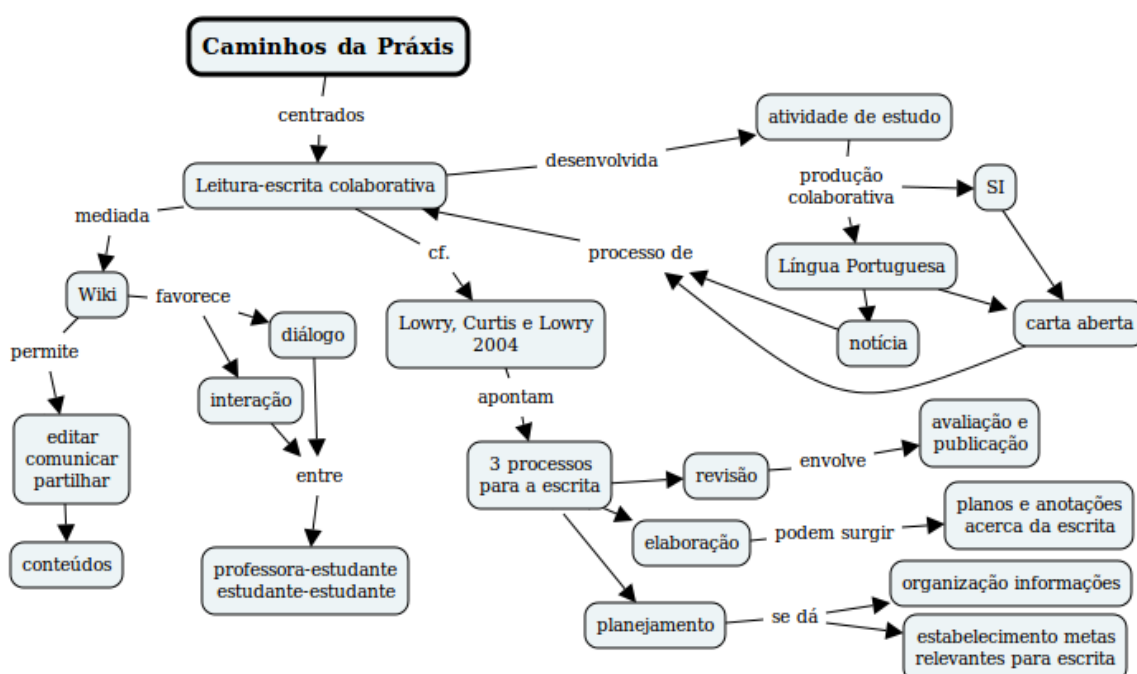 Caminhos da Práxis
centrados
Leitura-escrita colaborativa
desenvolvida
atividade de estudo
produção
colaborativa
SI
Língua Portuguesa
carta aberta
notícia
processo de
mediada
Wiki
favorece
diálogo
interação
entre
professora-estudante
estudante-estudante
permite
editar
comunicar
partilhar
conteúdos
cf.
Lowry, Curtis e Lowry
2004
apontam
3 processos
para a escrita
revisão
envolve
avaliação e
publicação
elaboração
podem surgir
planos e anotações
acerca da escrita
planejamento
se dá
organização informações
estabelecimento metas
relevantes para escrita